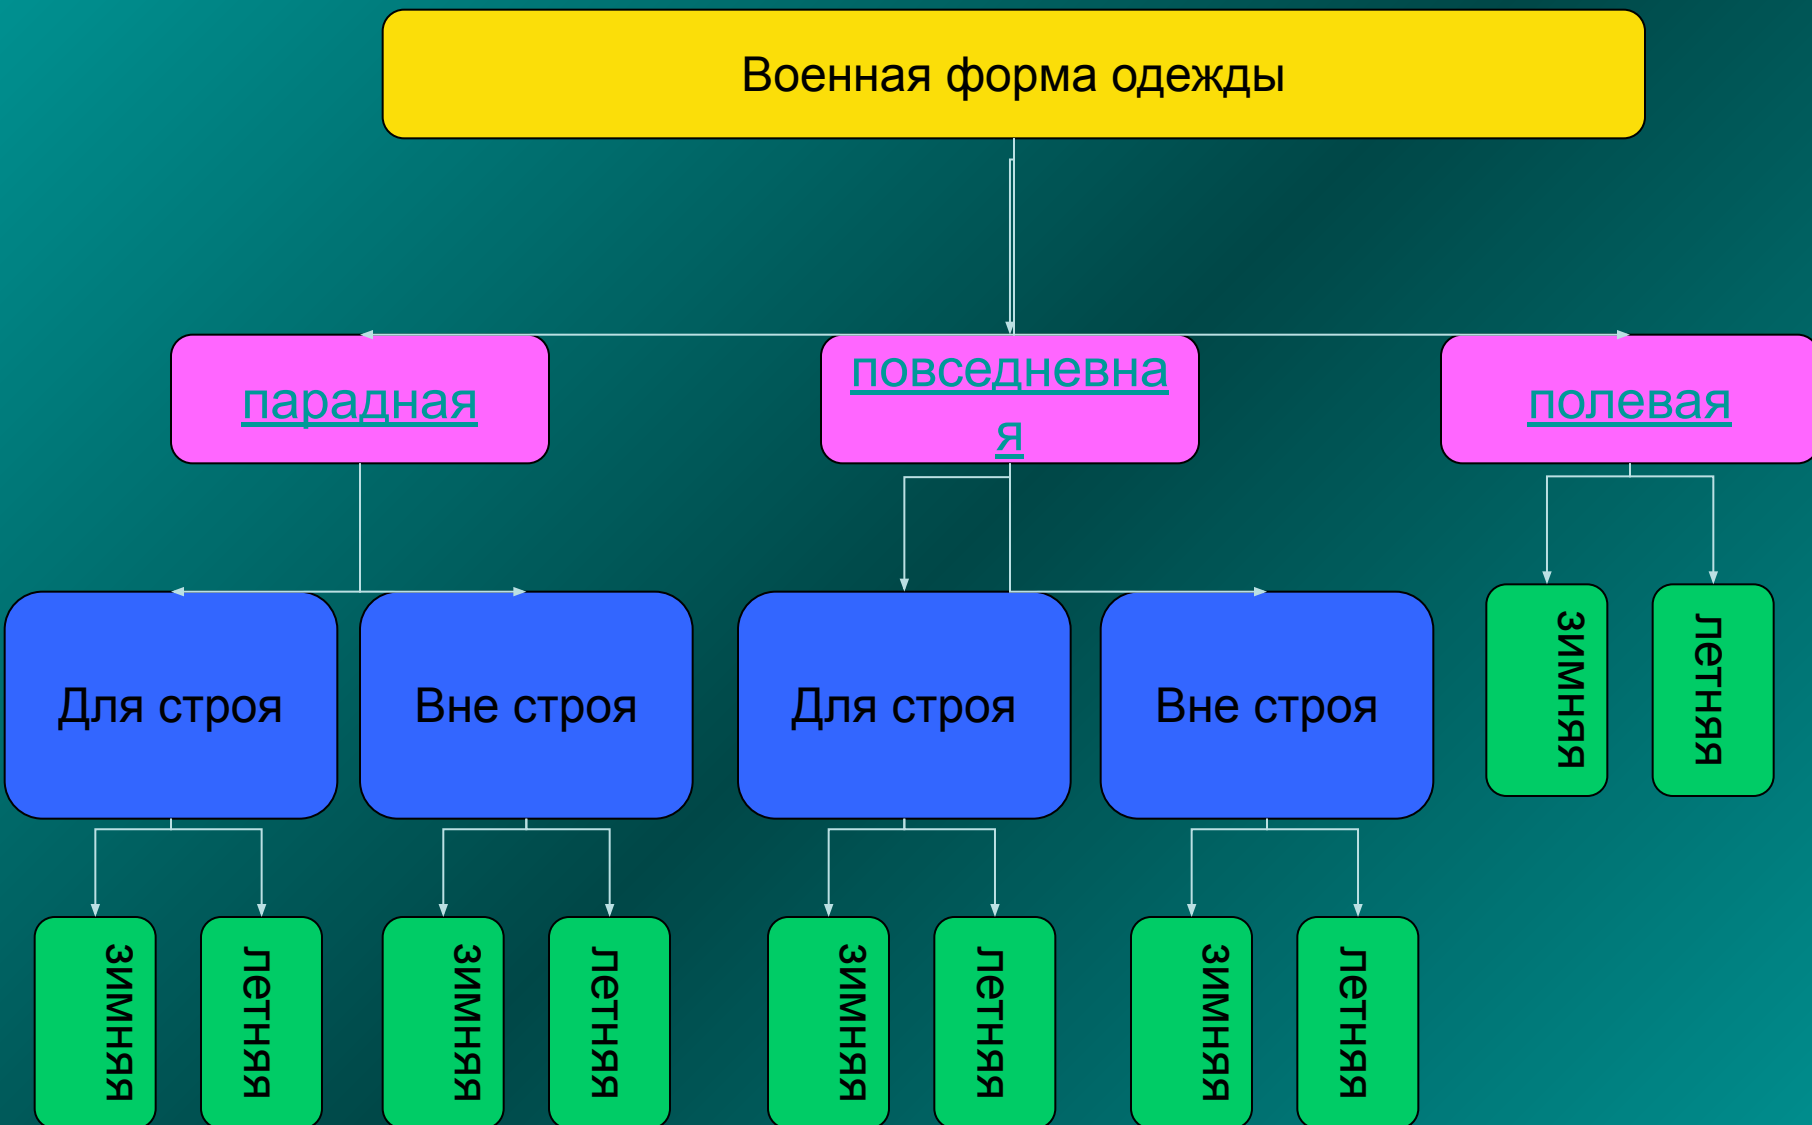 Военная форма одежды
парадная
повседневна
я
полевая
зимняя
летняя
Для строя
Вне строя
Для строя
Вне строя
зимняя
летняя
зимняя
летняя
зимняя
летняя
зимняя
летняя